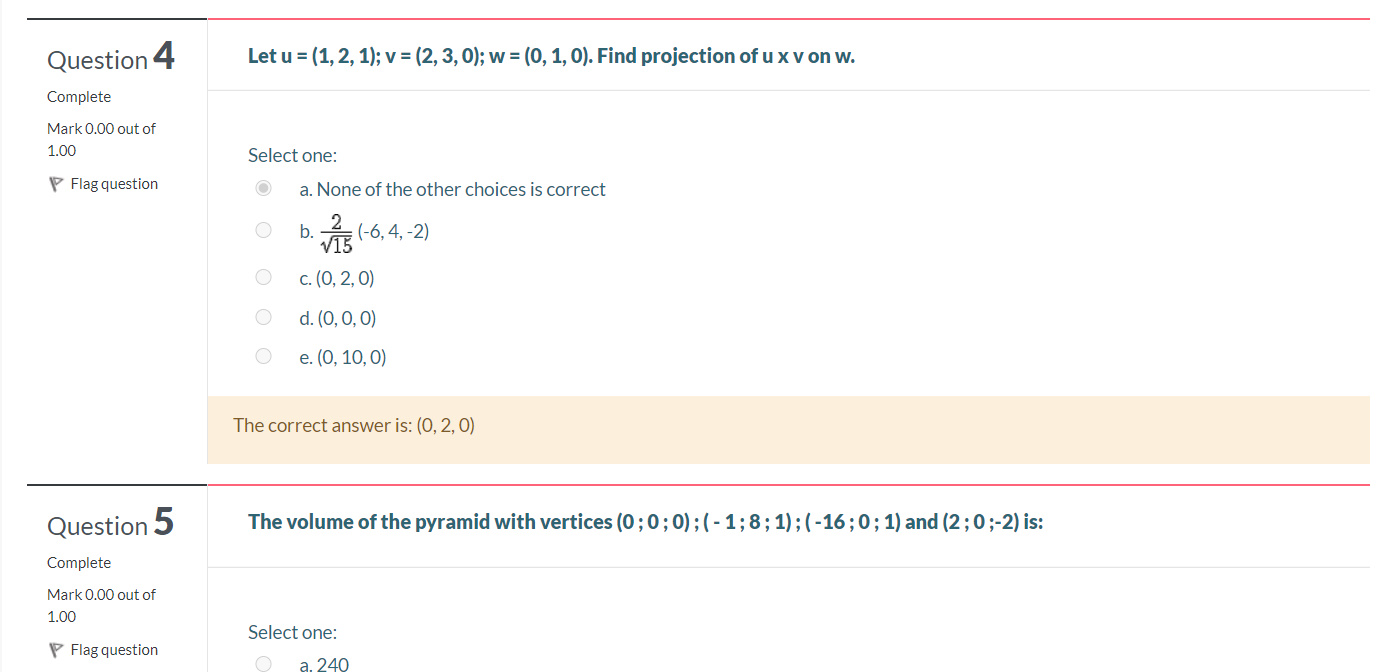 Question 4
Complete
Mark 0.00 out of
1.00
Flag question
Let u = (1, 2, 1); v = (2, 3, 0); w = (0, 1, 0). Find projection of u x v on w.
Select one:
a. None of the other choices is correct
b. 2/√15 (-6, 4, -2)
c. (0, 2, 0)
d. (0, 0, 0)
e. (0, 10, 0)
The correct answer is: (0, 2, 0)
Question 5
Complete
Mark 0.00 out of
1.00
Flag question
The volume of the pyramid with vertices (0 ; 0 ; 0) ; ( - 1 ; 8 ; 1) ; ( -16 ; 0 ; 1) and (2 ; 0 ;-2) is:
Select one:
a. 240